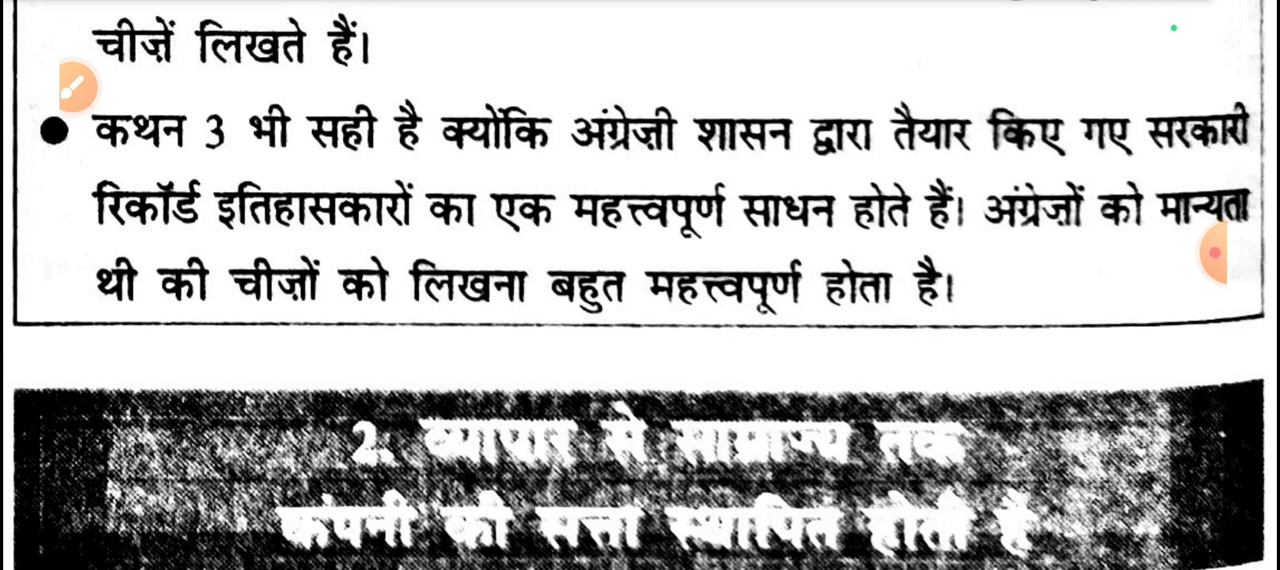 चीज़ें लिखते हैं।
● कथन 3 भी सही है क्योंकि अंग्रेज़ी शासन द्वारा तैयार किए गए सरकारी
रिकॉर्ड इतिहासकारों का एक महत्त्वपूर्ण साधन होते हैं। अंग्रेज़ों को मान्यता
थी की चीज़ों को लिखना बहुत महत्त्वपूर्ण होता है।
2. व्यापार से साम्राज्य तक
कंपनी की सत्ता स्थापित होती है